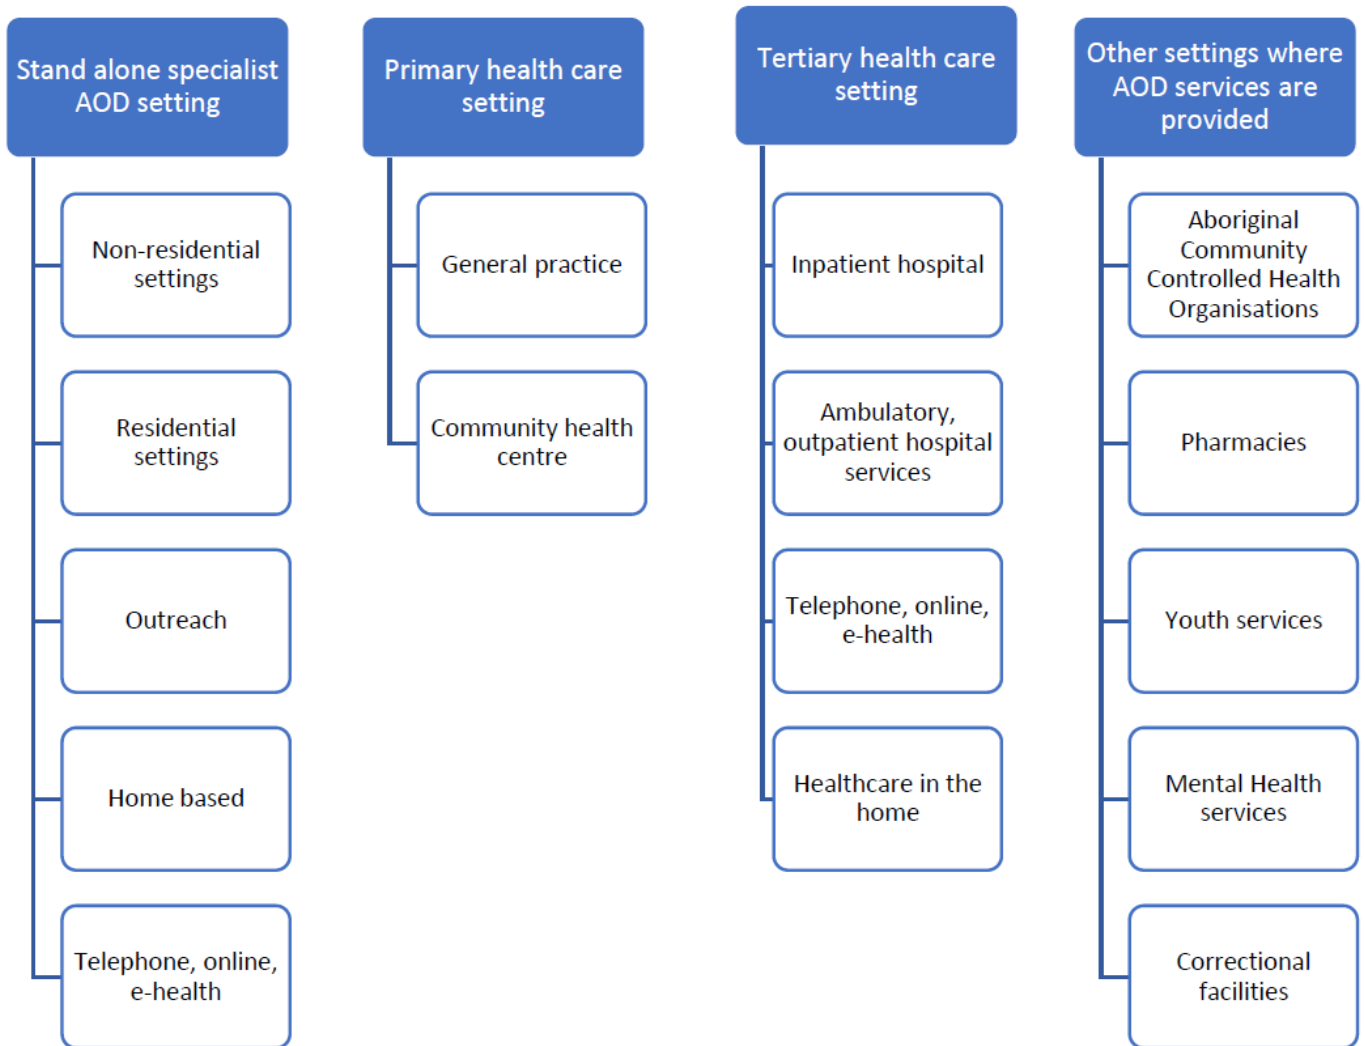 Stand alone specialist
AOD setting
Non-residential
settings
Residential
settings
Outreach
Home based
Telephone, online,
e-health
Primary health care
setting
General practice
Community health
centre
Tertiary health care
setting
Inpatient hospital
Ambulatory,
outpatient hospital
services
Telephone, online,
e-health
Healthcare in the
home
Other settings where
AOD services are
provided
Aboriginal
Community
Controlled Health
Organisations
Pharmacies
Youth services
Mental Health
services
Correctional
facilities